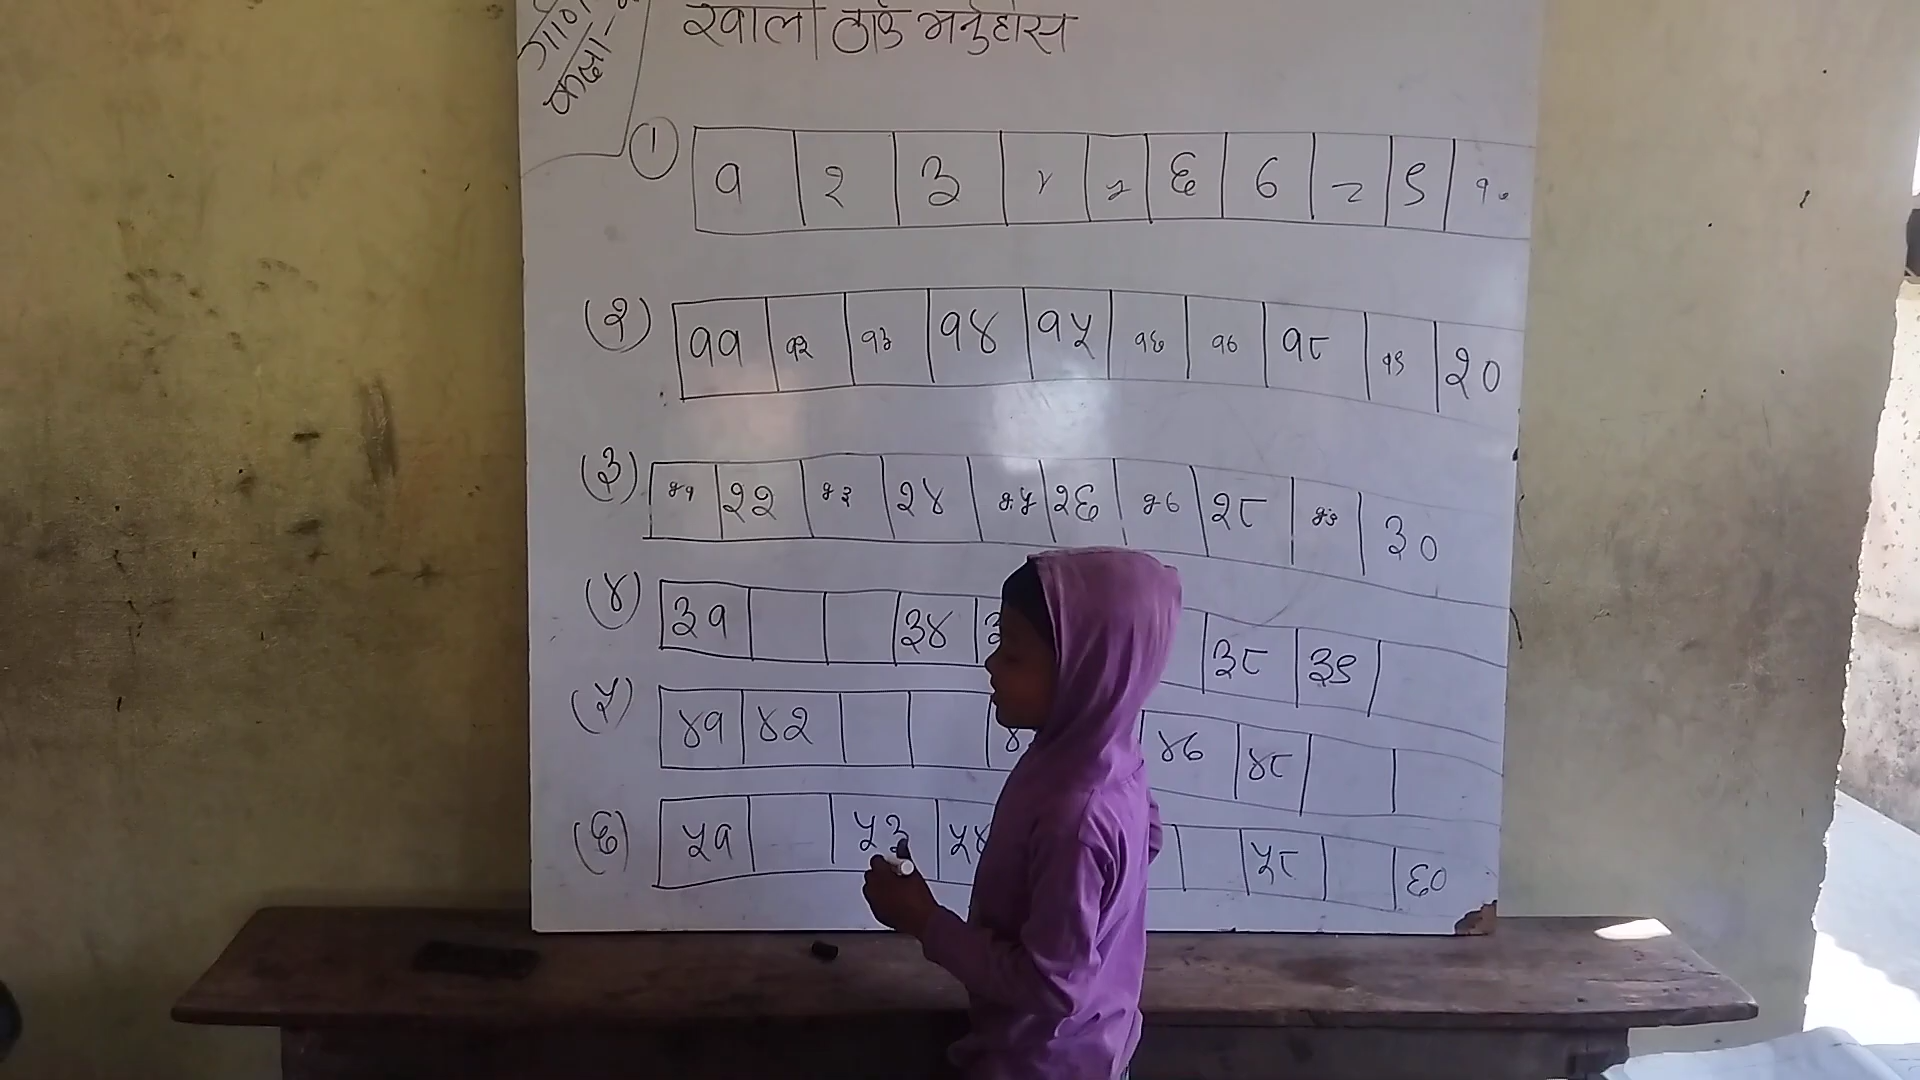 कक्षा-
खाली ठाउँ भर्नुहोस
① १ २ ३ ४ ५ ६ ७ ८ ९ १०
(२) ११ १२ १३ १४ १५ १६ १७ १८ १९ २०
(३) २१ २२ २३ २४ २५ २६ २७ २८ २९ ३०
(४) ३१ ३४ ३८ ३९
(५) ४१ ४२ ४७ ४८
(६) ५१ ५३ ५४ ५८ ६०